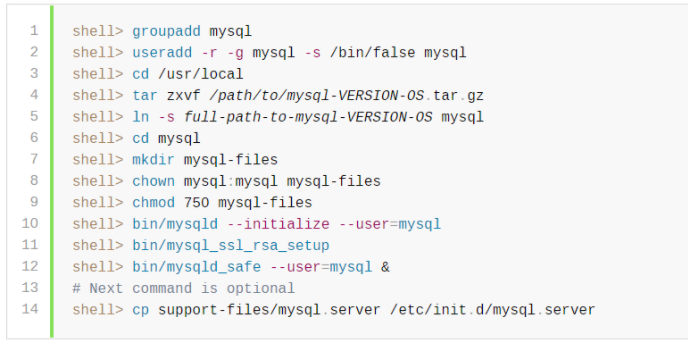 1 shell> groupadd mysql
2 shell> useradd -r -g mysql -s /bin/false mysql
3 shell> cd /usr/local
4 shell> tar zxvf /path/to/mysql-VERSION-OS.tar.gz
5 shell> ln -s full-path-to-mysql-VERSION-OS mysql
6 shell> cd mysql
7 shell> mkdir mysql-files
8 shell> chown mysql:mysql mysql-files
9 shell> chmod 750 mysql-files
10 shell> bin/mysqld --initialize --user=mysql
11 shell> bin/mysql_ssl_rsa_setup
12 shell> bin/mysqld_safe --user=mysql &
13 # Next command is optional
14 shell> cp support-files/mysql.server /etc/init.d/mysql.server